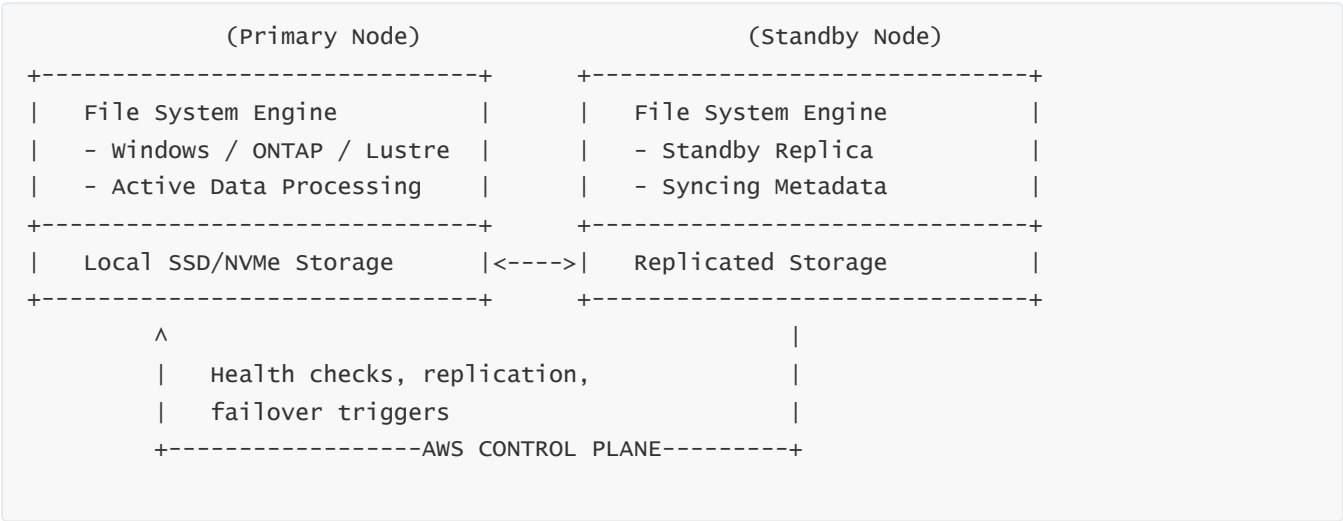 (Primary Node)                       (Standby Node)
+-------------------------------+      +-------------------------------+
|   File System Engine          |      |   File System Engine          |
|   - Windows / ONTAP / Lustre  |      |   - Standby Replica           |
|   - Active Data Processing    |      |   - Syncing Metadata          |
+-------------------------------+      +-------------------------------+
|   Local SSD/NVMe Storage      |<---->|   Replicated Storage          |
+-------------------------------+      +-------------------------------+
         ^                                            |
         |   Health checks, replication,              |
         |   failover triggers                        |
         +------------------AWS CONTROL PLANE---------+